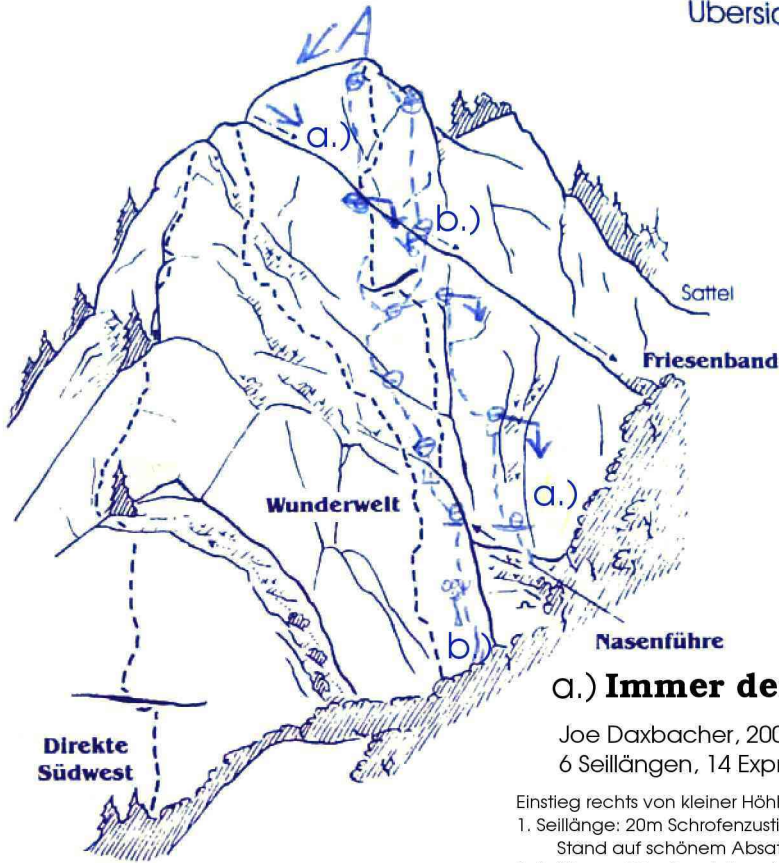 Übersic
A
a.)
b.)
Sattel
Friesenband
a.)
Wunderwelt
b.)
Nasenführe
a.) Immer de
Direkte
Südwest
Joe Daxbacher, 200
6 Seillängen, 14 Expr
Einstieg rechts von kleiner Höhl
1. Seillänge: 20m Schrofenzusti
Stand auf schönem Absat